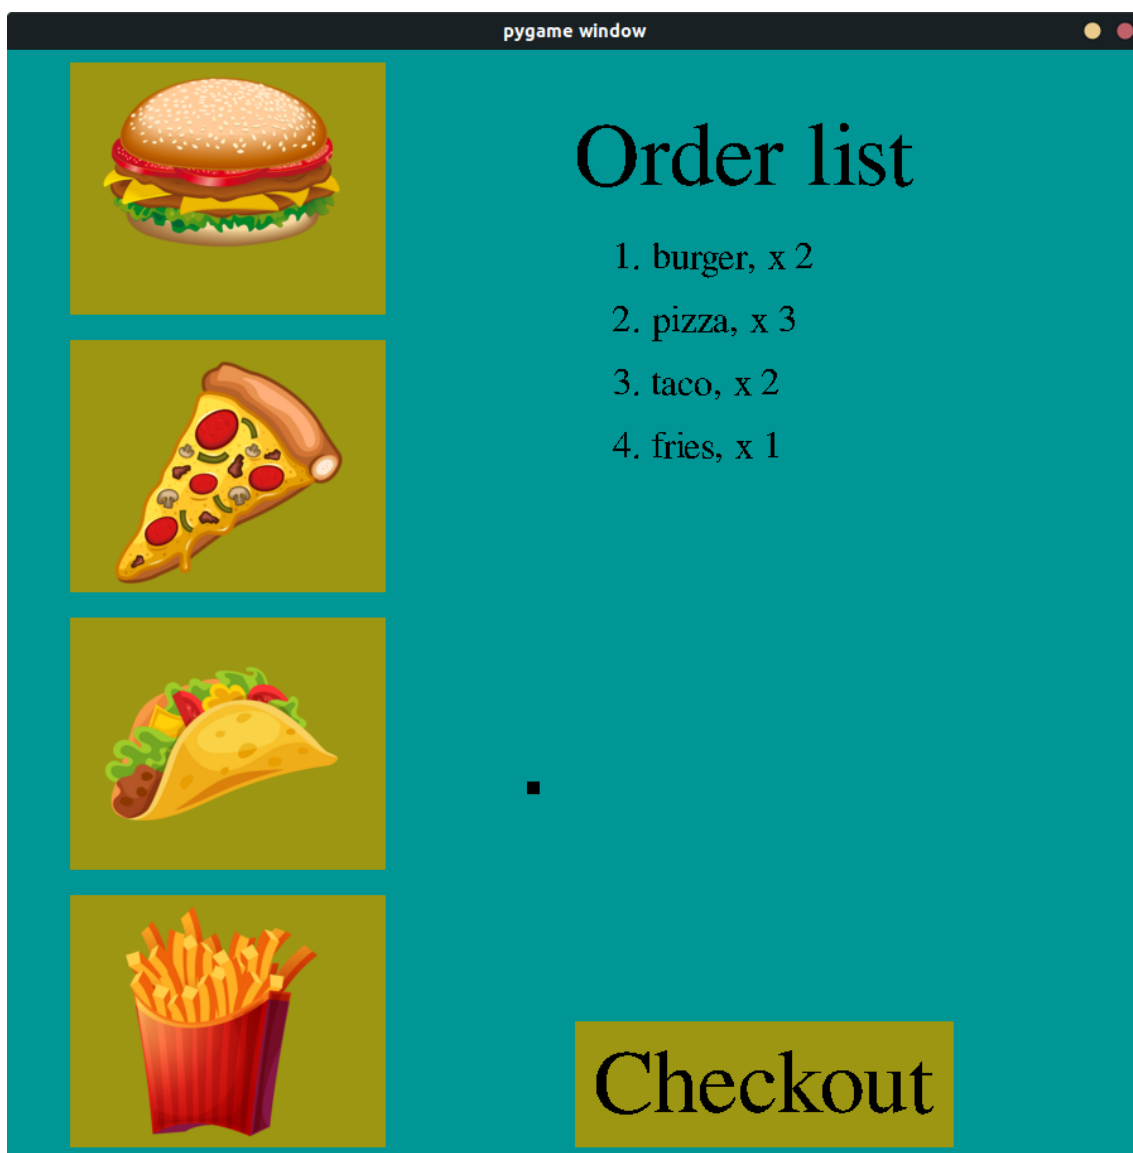 pygame window
Order list
1. burger, x 2
2. pizza, x 3
3. taco, x 2
4. fries, x 1
Checkout